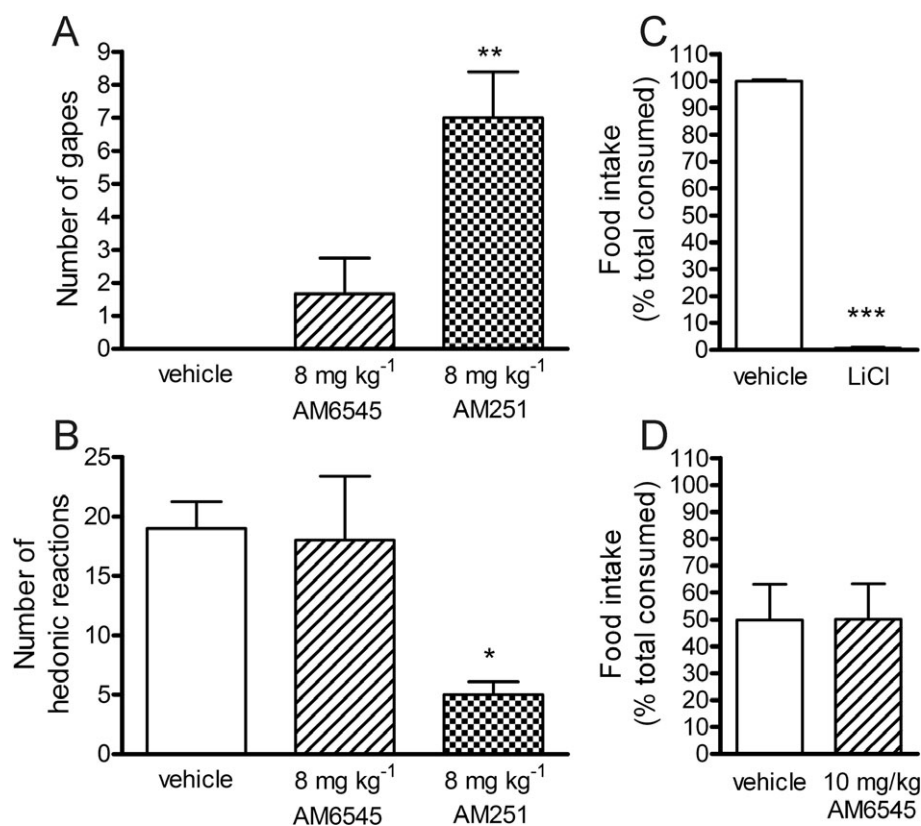 A
Number of gapes
9
8
7
6
5
4
3
2
1
0
**
vehicle
8 mg kg⁻¹
AM6545
8 mg kg⁻¹
AM251
B
Number of
hedonic reactions
25
20
15
10
5
0
*
vehicle
8 mg kg⁻¹
AM6545
8 mg kg⁻¹
AM251
C
Food intake
(% total consumed)
110
100
90
80
70
60
50
40
30
20
10
0
***
vehicle
LiCl
D
Food intake
(% total consumed)
110
100
90
80
70
60
50
40
30
20
10
0
vehicle
10 mg/kg
AM6545